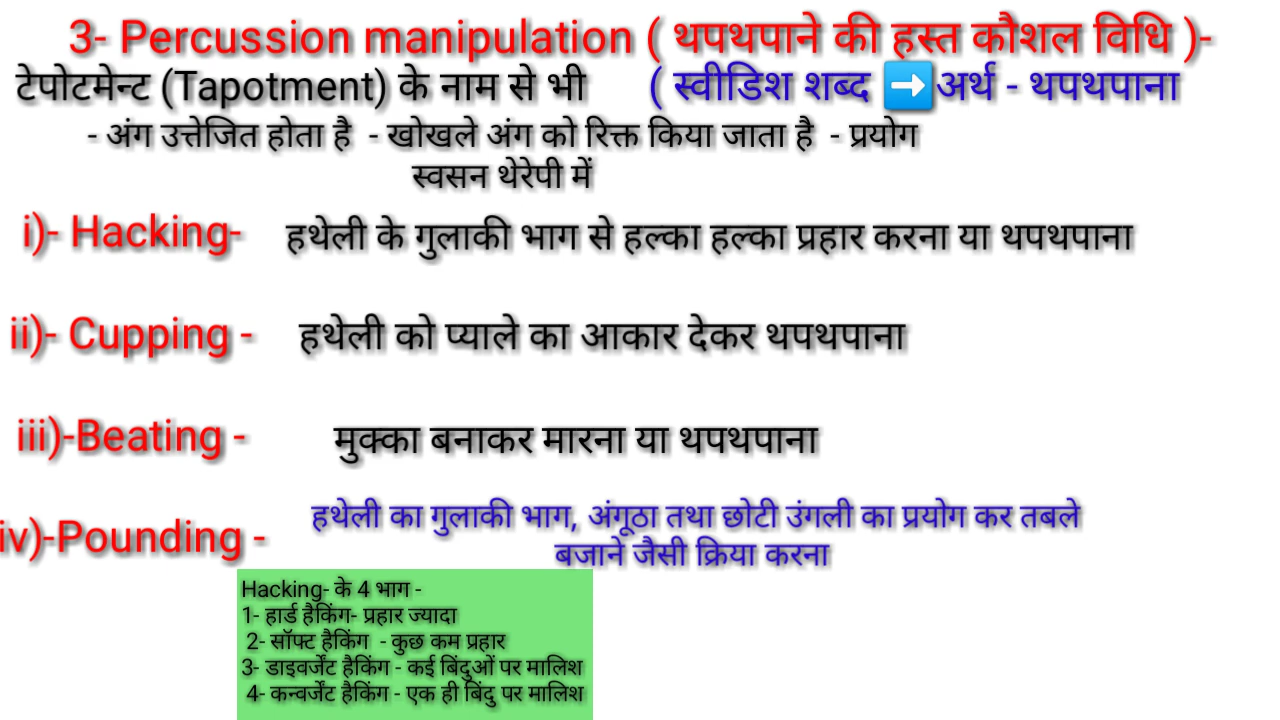 3- Percussion manipulation ( थपथपाने की हस्त कौशल विधि )-
टेपोटमेन्ट (Tapotment) के नाम से भी ( स्वीडिश शब्द ➡️अर्थ - थपथपाना
- अंग उत्तेजित होता है - खोखले अंग को रिक्त किया जाता है - प्रयोग
स्वसन थेरेपी में
i)- Hacking- हथेली के गुलाकी भाग से हल्का हल्का प्रहार करना या थपथपाना
ii)- Cupping - हथेली को प्याले का आकार देकर थपथपाना
iii)-Beating - मुक्का बनाकर मारना या थपथपाना
iv)-Pounding - हथेली का गुलाकी भाग, अंगूठा तथा छोटी उंगली का प्रयोग कर तबले
बजाने जैसी क्रिया करना
Hacking- के 4 भाग -
1- हार्ड हैकिंग- प्रहार ज्यादा
2- सॉफ्ट हैकिंग - कुछ कम प्रहार
3- डाइवर्जेंट हैकिंग - कई बिंदुओं पर मालिश
4- कन्वर्जेंट हैकिंग - एक ही बिंदु पर मालिश